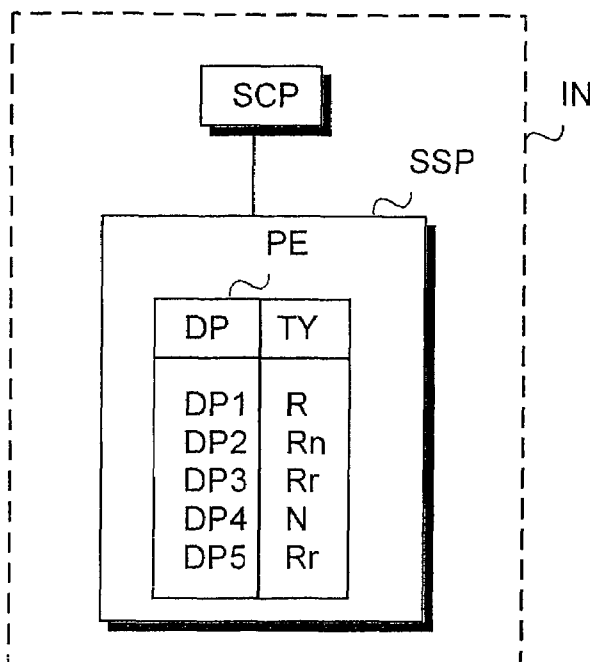 SCP
IN
SSP
PE
DP TY
DP1 R
DP2 Rn
DP3 Rr
DP4 N
DP5 Rr